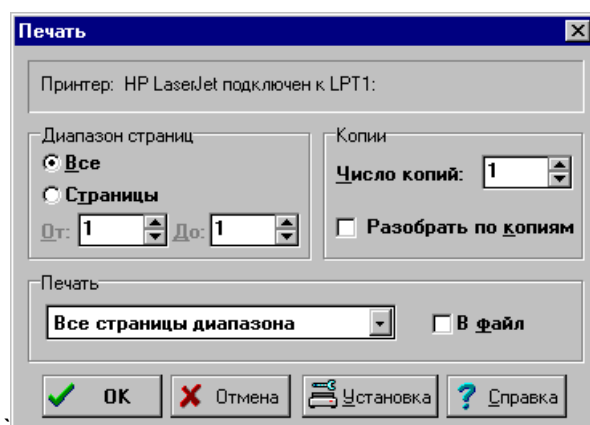 Печать
Принтер: HP LaserJet подключен к LPT1:
Диапазон страниц
Все
Страницы
От: 1 До: 1
Копии
Число копий: 1
Разобрать по копиям
Печать
Все страницы диапазона
В файл
ОК Отмена Установка Справка